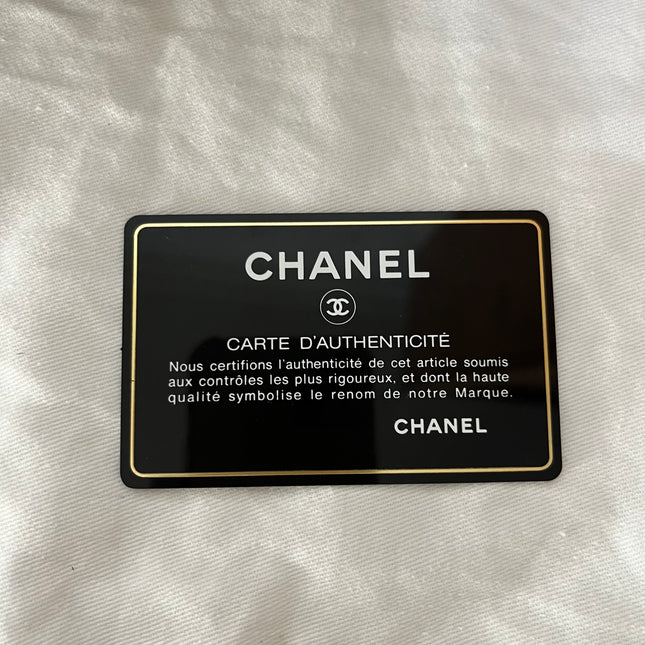 CHANEL
CARTE D'AUTHENTICITÉ
Nous certifions l'authenticité de cet article soumis
aux contrôles les plus rigoureux, et dont la haute
qualité symbolise le renom de notre Marque.
CHANEL